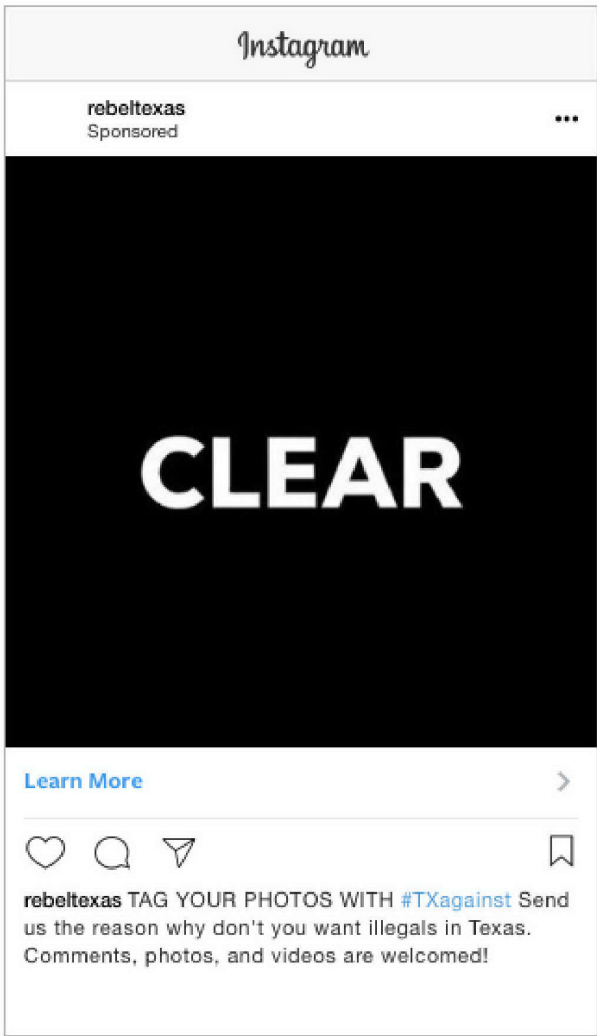 Instagram
rebeltexas
Sponsored
CLEAR
Learn More
rebeltexas TAG YOUR PHOTOS WITH #TXagainst Send
us the reason why don't you want illegals in Texas.
Comments, photos, and videos are welcomed!